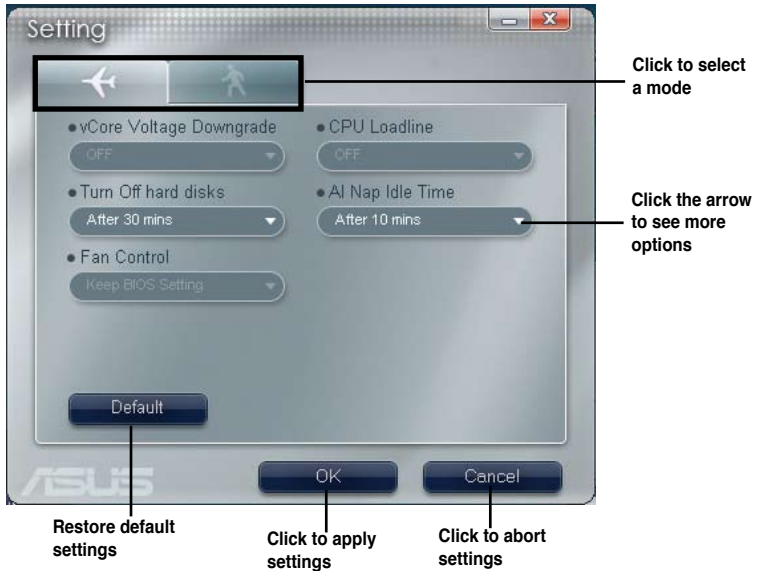 Setting
Click to select
a mode
vCore Voltage Downgrade
CPU Loadline
OFF
OFF
Turn Off hard disks
AI Nap Idle Time
After 30 mins
After 10 mins
Click the arrow
to see more
options
Fan Control
Keep BIOS Setting
Default
ASUS
OK
Cancel
Restore default
settings
Click to apply
settings
Click to abort
settings